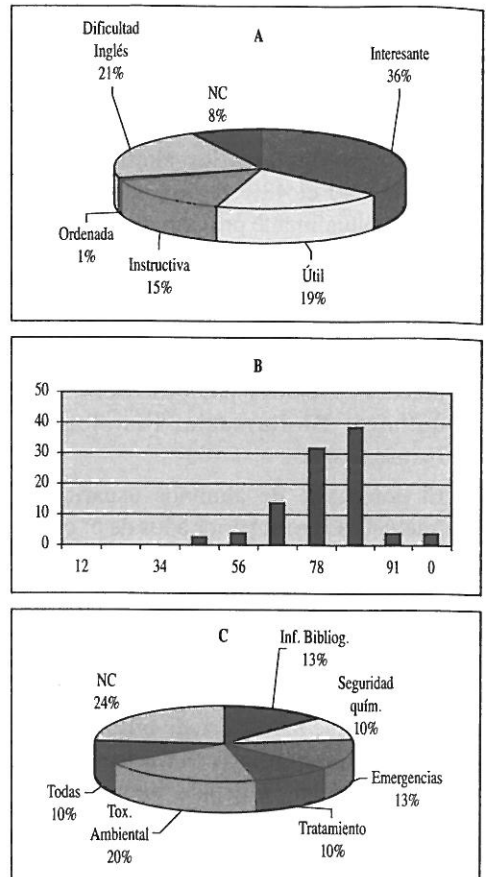 A
Dificultad
Inglés
21%
NC
8%
Interesante
36%
Ordenada
1%
Instructiva
15%
Útil
19%
B
50
40
30
20
10
0
12 34 56 78 91 0
C
Inf. Bibliog.
13%
NC
24%
Seguridad
quím.
10%
Emergencias
13%
Todas
10%
Tox.
Ambiental
20%
Tratamiento
10%